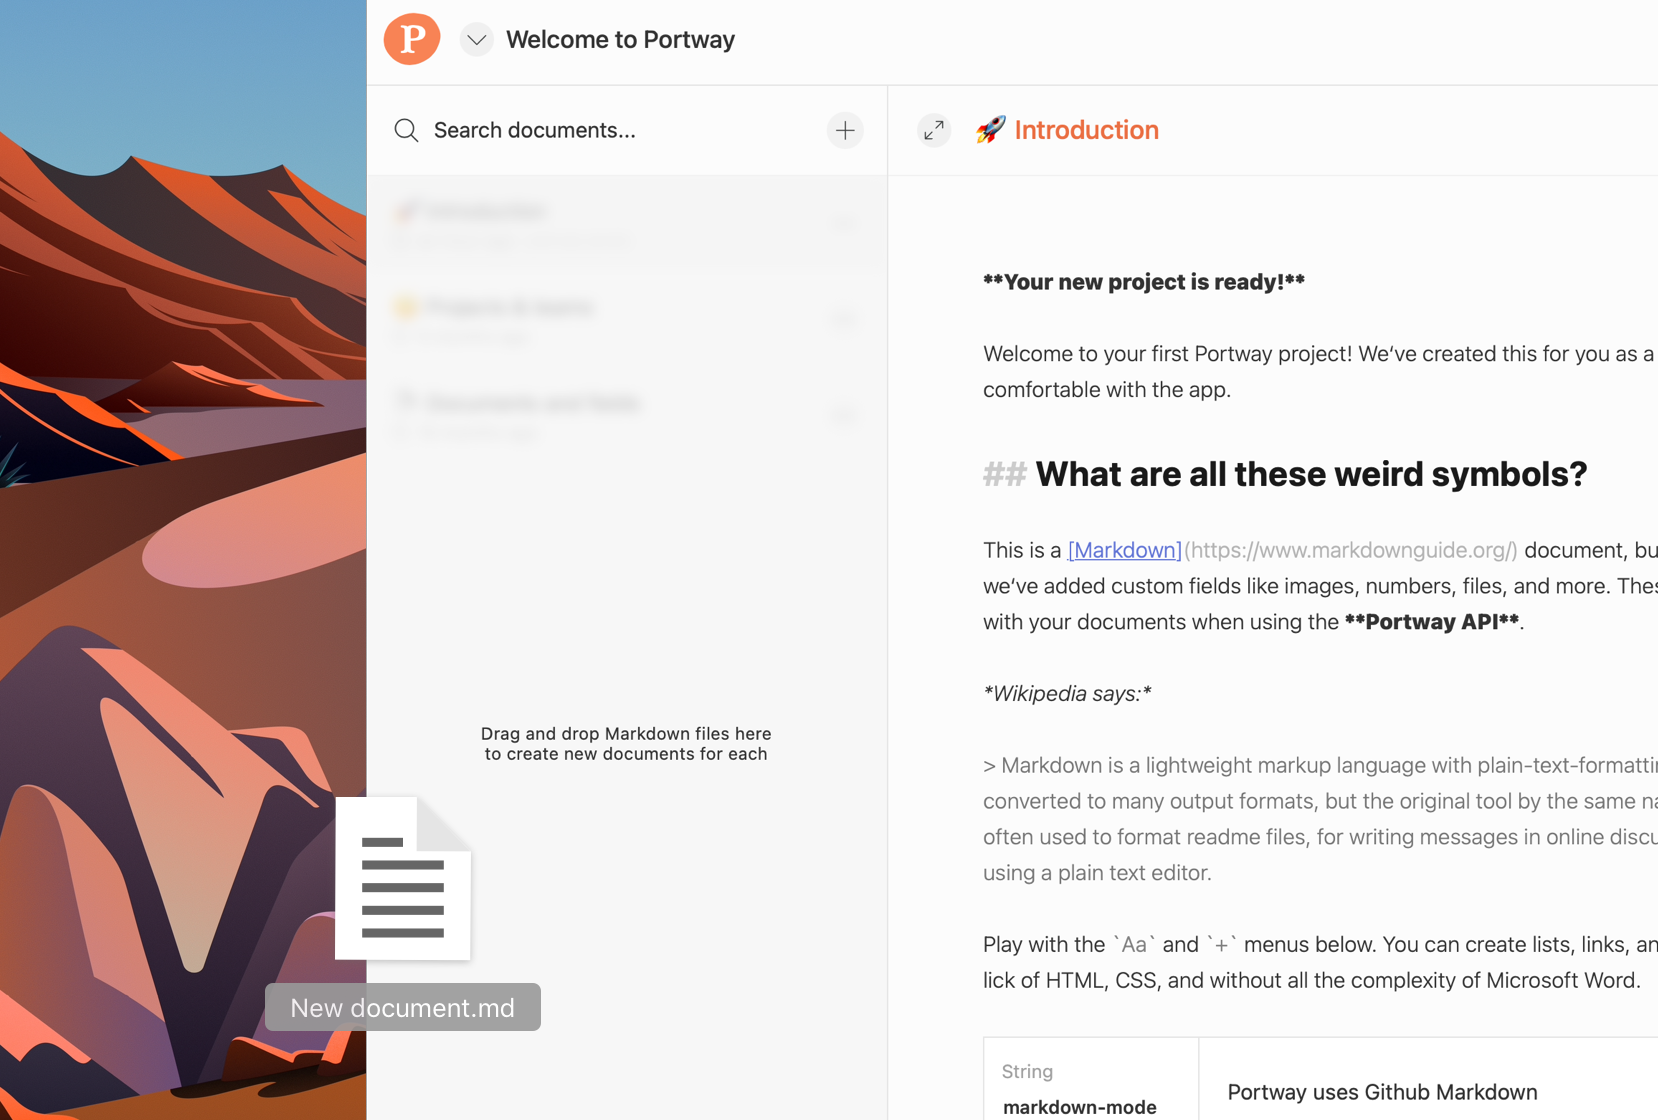 P
Welcome to Portway
Search documents...
Introduction
**Your new project is ready!**
Welcome to your first Portway project! We‘ve created this for you as a
comfortable with the app.
## What are all these weird symbols?
This is a [Markdown](https://www.markdownguide.org/) document, bu
we‘ve added custom fields like images, numbers, files, and more. Thes
with your documents when using the **Portway API**.
*Wikipedia says:*
> Markdown is a lightweight markup language with plain-text-formattin
converted to many output formats, but the original tool by the same na
often used to format readme files, for writing messages in online discu
using a plain text editor.
Play with the `Aa` and `+` menus below. You can create lists, links, an
lick of HTML, CSS, and without all the complexity of Microsoft Word.
String
markdown-mode
Portway uses Github Markdown
Drag and drop Markdown files here
to create new documents for each
New document.md